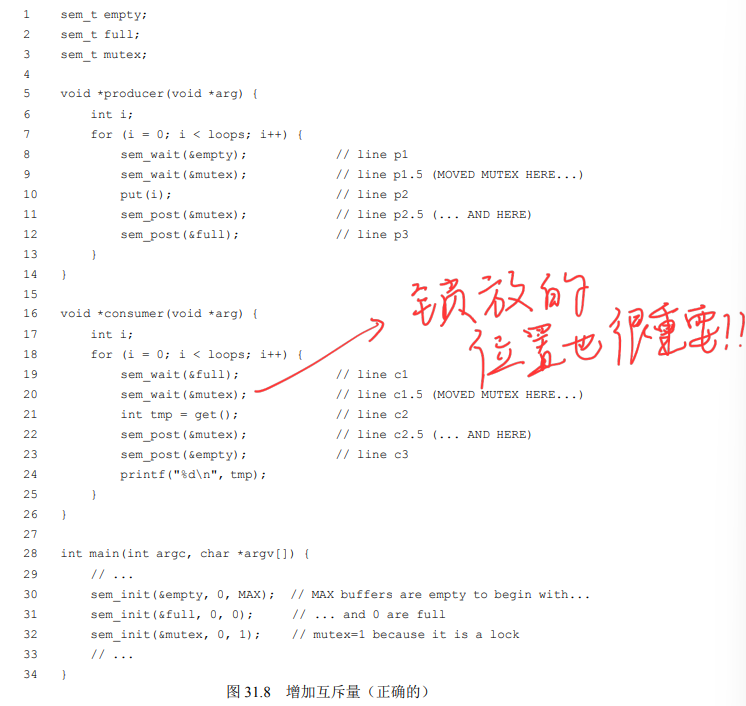 1 sem_t empty;
2 sem_t full;
3 sem_t mutex;
4
5 void *producer(void *arg) {
6 int i;
7 for (i = 0; i < loops; i++) {
8 sem_wait(&empty); // line p1
9 sem_wait(&mutex); // line p1.5 (MOVED MUTEX HERE...)
10 put(i); // line p2
11 sem_post(&mutex); // line p2.5 (... AND HERE)
12 sem_post(&full); // line p3
13 }
14 }
15
16 void *consumer(void *arg) {
17 int i;
18 for (i = 0; i < loops; i++) {
19 sem_wait(&full); // line c1
20 sem_wait(&mutex); // line c1.5 (MOVED MUTEX HERE...)
21 int tmp = get(); // line c2
22 sem_post(&mutex); // line c2.5 (... AND HERE)
23 sem_post(&empty); // line c3
24 printf("%d\n", tmp);
25 }
26 }
27
28 int main(int argc, char *argv[]) {
29 // ...
30 sem_init(&empty, 0, MAX); // MAX buffers are empty to begin with...
31 sem_init(&full, 0, 0); // ... and 0 are full
32 sem_init(&mutex, 0, 1); // mutex=1 because it is a lock
33 // ...
34 }
锁放的
位置也很重要!!
图 31.8 增加互斥量（正确的）